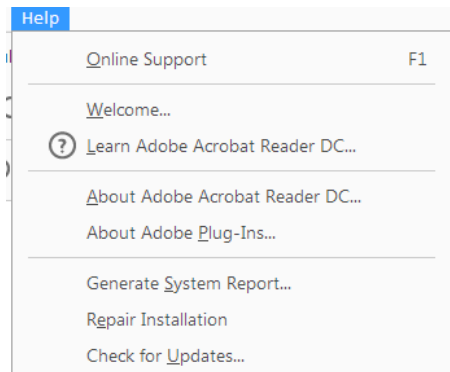 Help
Online Support F1
Welcome...
? Learn Adobe Acrobat Reader DC...
About Adobe Acrobat Reader DC...
About Adobe Plug-Ins...
Generate System Report...
Repair Installation
Check for Updates...